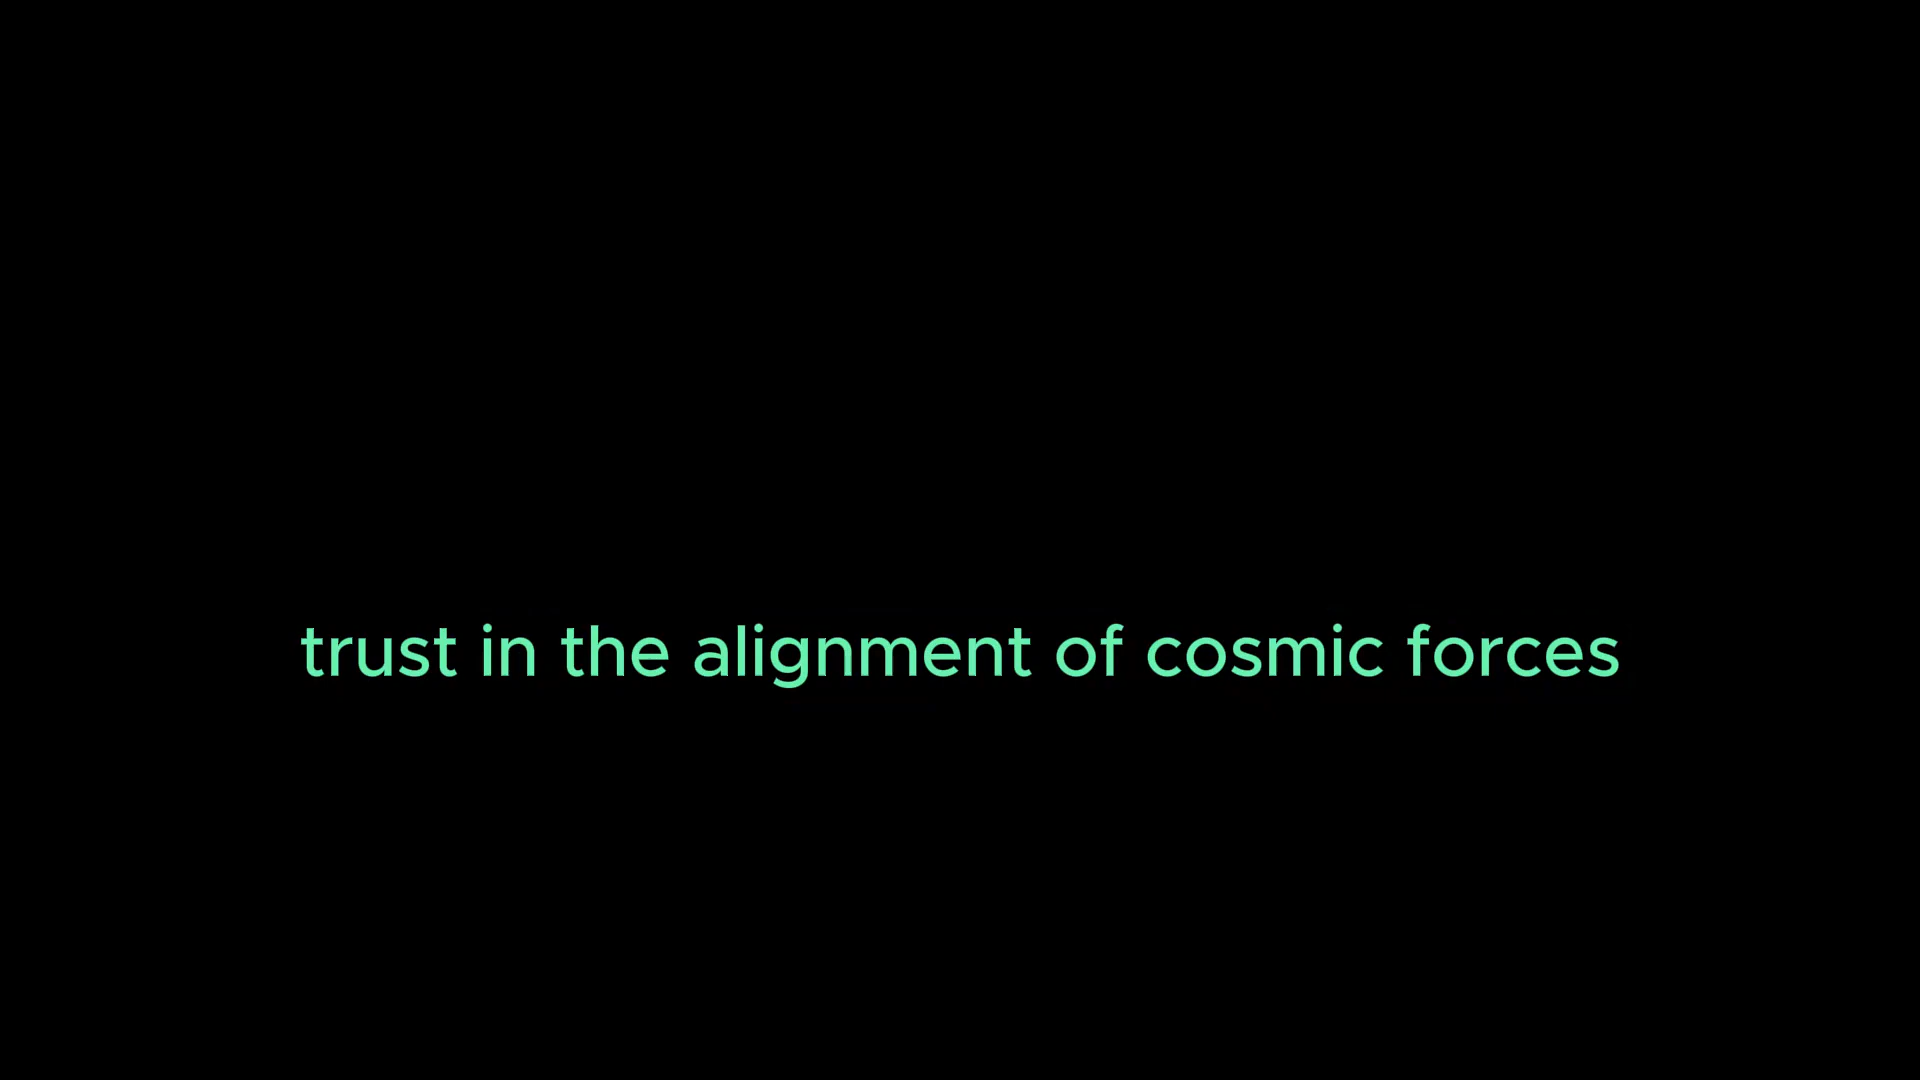 trust in the alignment of cosmic forces